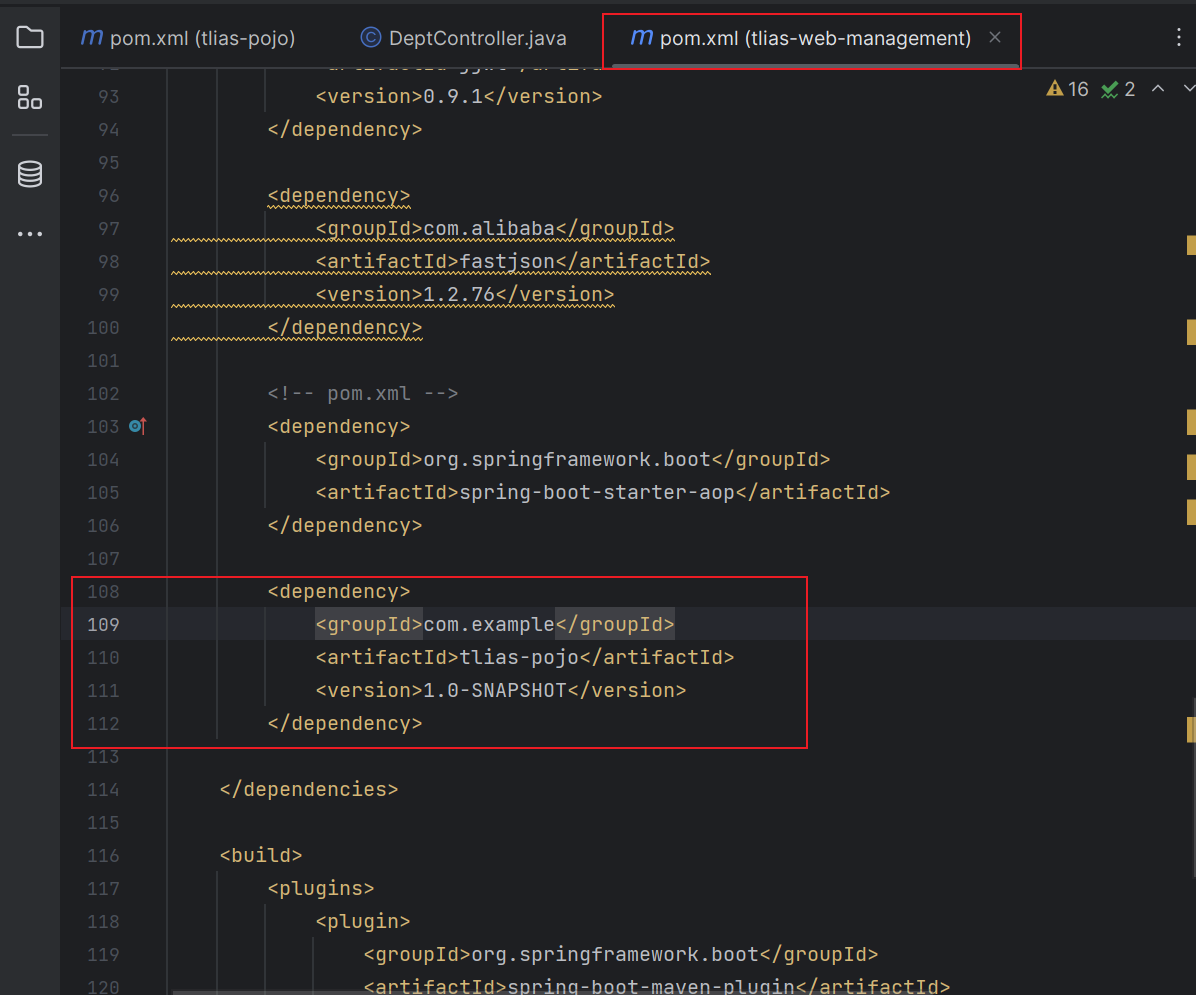 m pom.xml (tlias-pojo) C DeptController.java m pom.xml (tlias-web-management)
16 2
93 <version>0.9.1</version>
94 </dependency>
95
96 <dependency>
97 <groupId>com.alibaba</groupId>
98 <artifactId>fastjson</artifactId>
99 <version>1.2.76</version>
100 </dependency>
101
102 <!-- pom.xml -->
103 <dependency>
104 <groupId>org.springframework.boot</groupId>
105 <artifactId>spring-boot-starter-aop</artifactId>
106 </dependency>
107
108 <dependency>
109 <groupId>com.example</groupId>
110 <artifactId>tlias-pojo</artifactId>
111 <version>1.0-SNAPSHOT</version>
112 </dependency>
113
114 </dependencies>
115
116 <build>
117 <plugins>
118 <plugin>
119 <groupId>org.springframework.boot</groupId>
120 <artifactId>spring-boot-maven-plugin</artifactId>